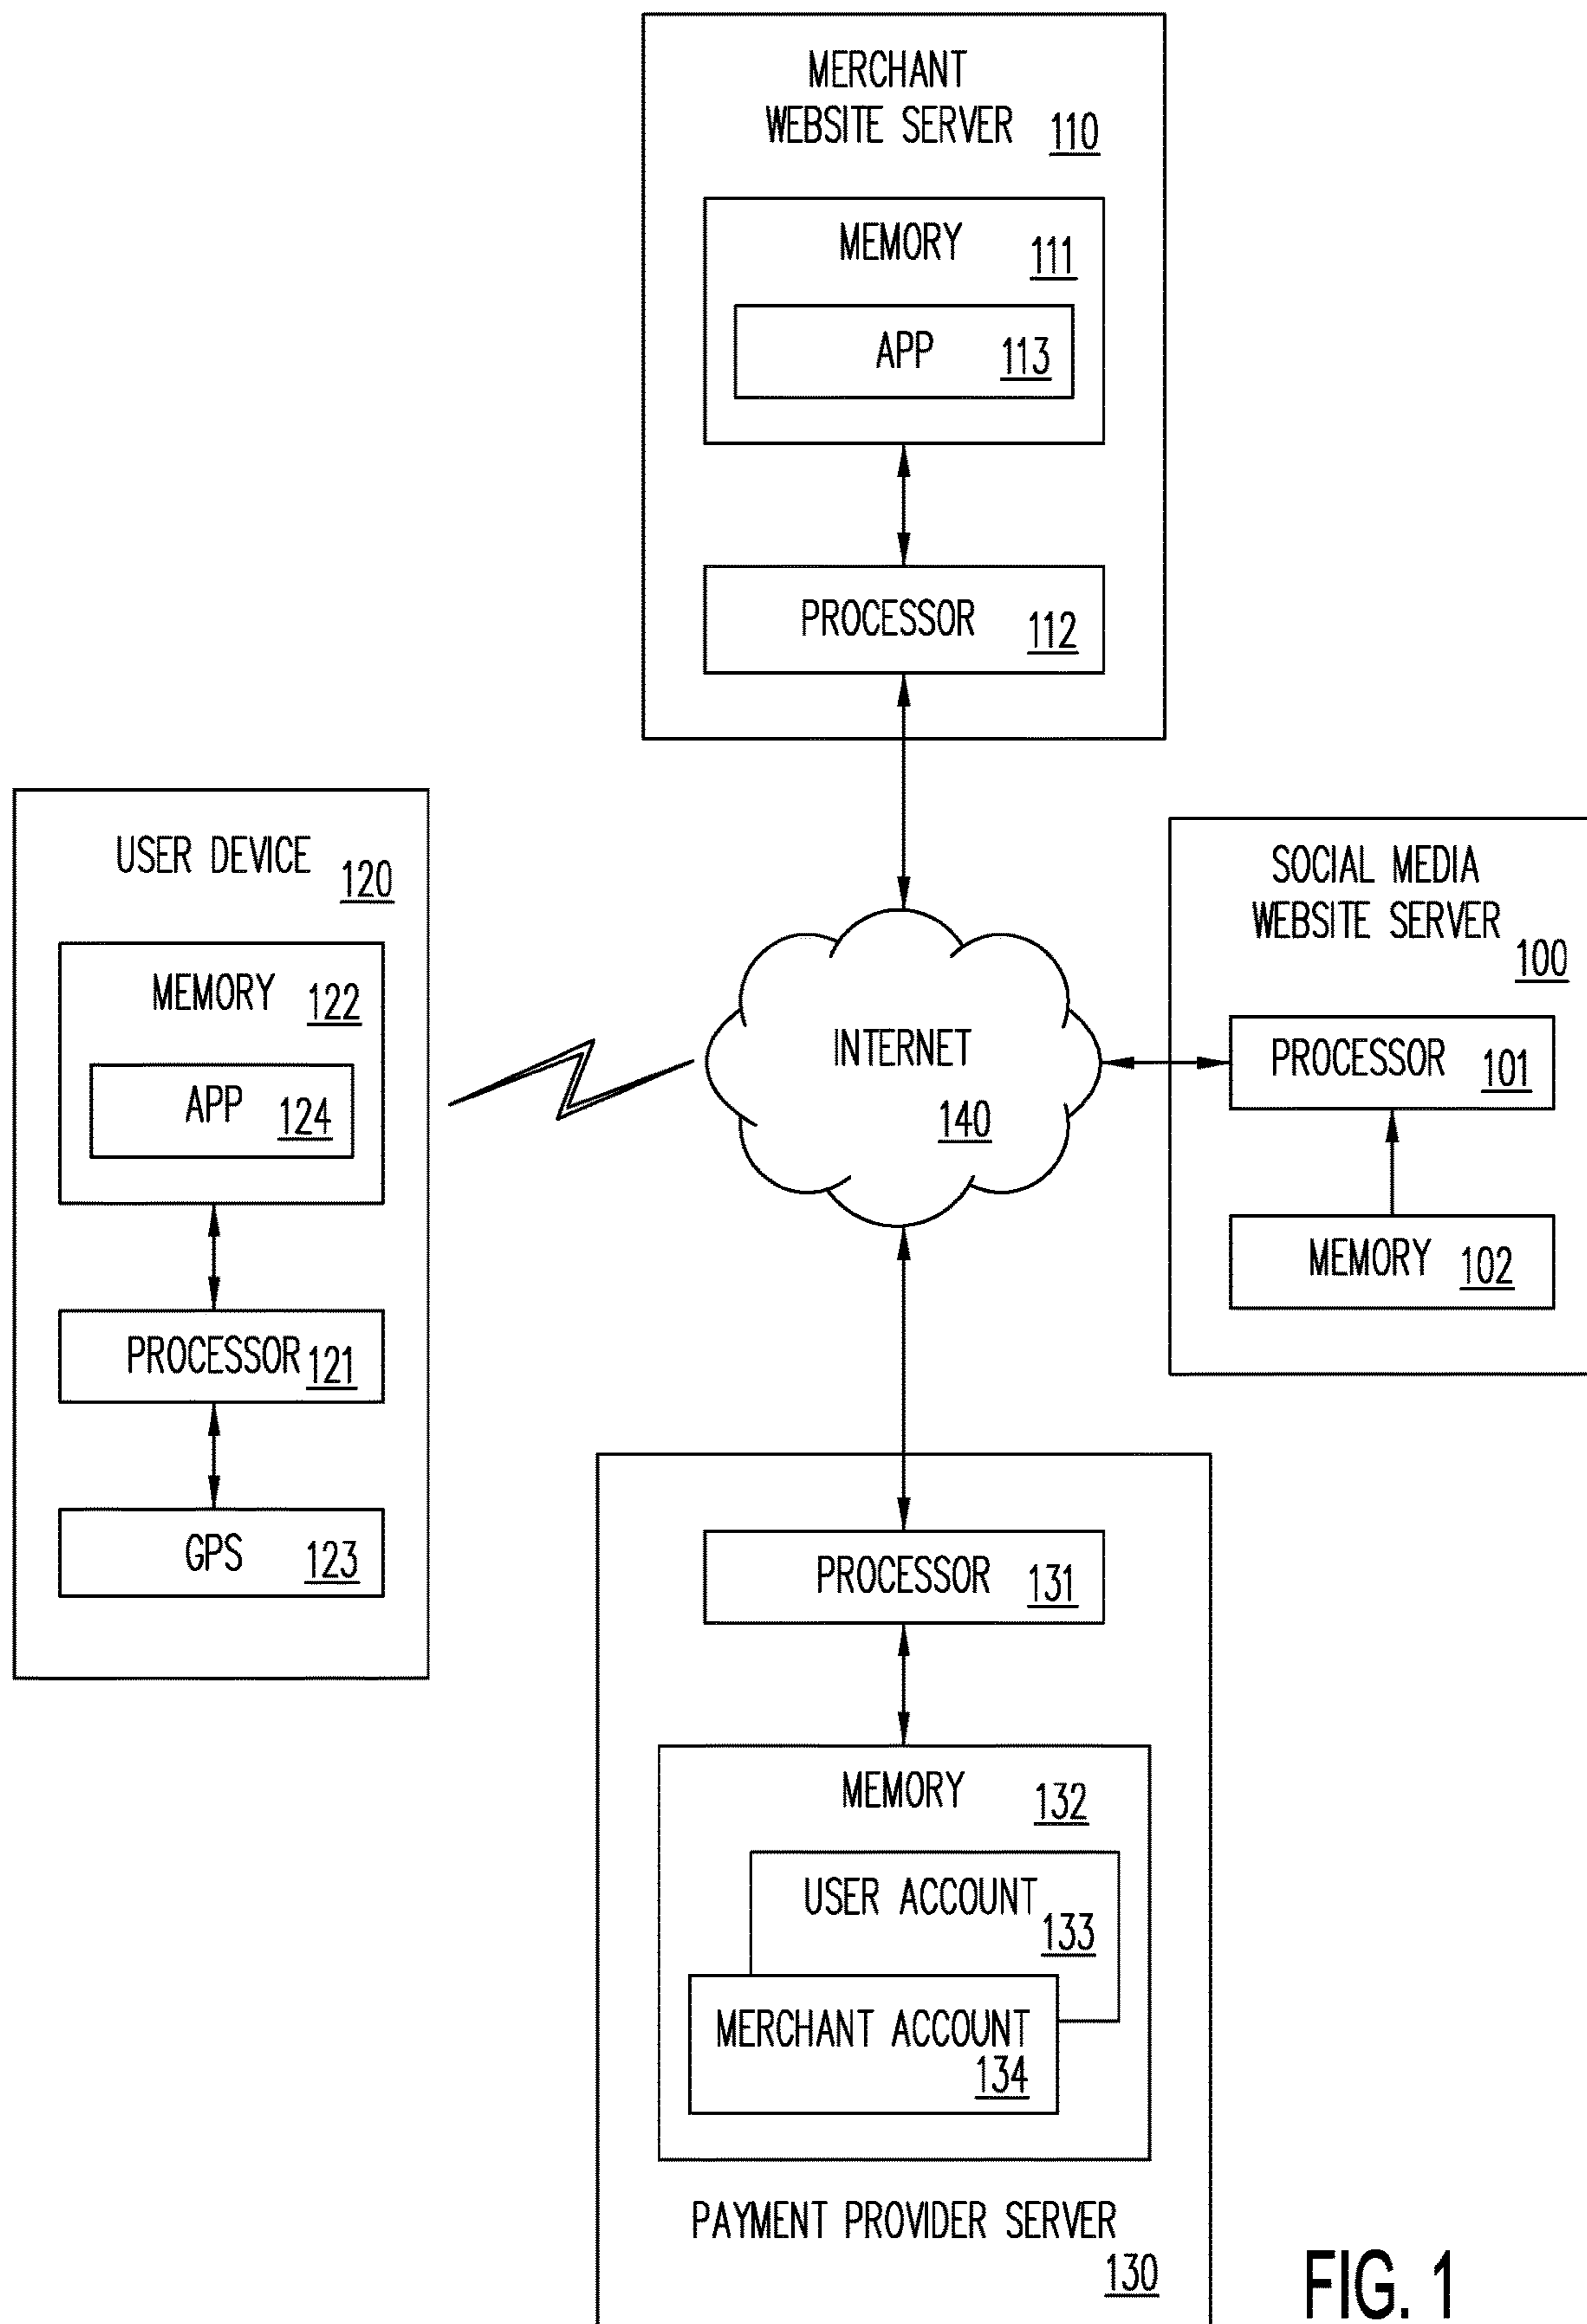 MERCHANT
WEBSITE SERVER 110
MEMORY 111
APP 113
PROCESSOR 112
USER DEVICE 120
MEMORY 122
APP 124
PROCESSOR 121
GPS 123
INTERNET
140
SOCIAL MEDIA
WEBSITE SERVER
100
PROCESSOR 101
MEMORY 102
PROCESSOR 131
MEMORY 132
USER ACCOUNT
133
MERCHANT ACCOUNT
134
PAYMENT PROVIDER SERVER
130
FIG. 1